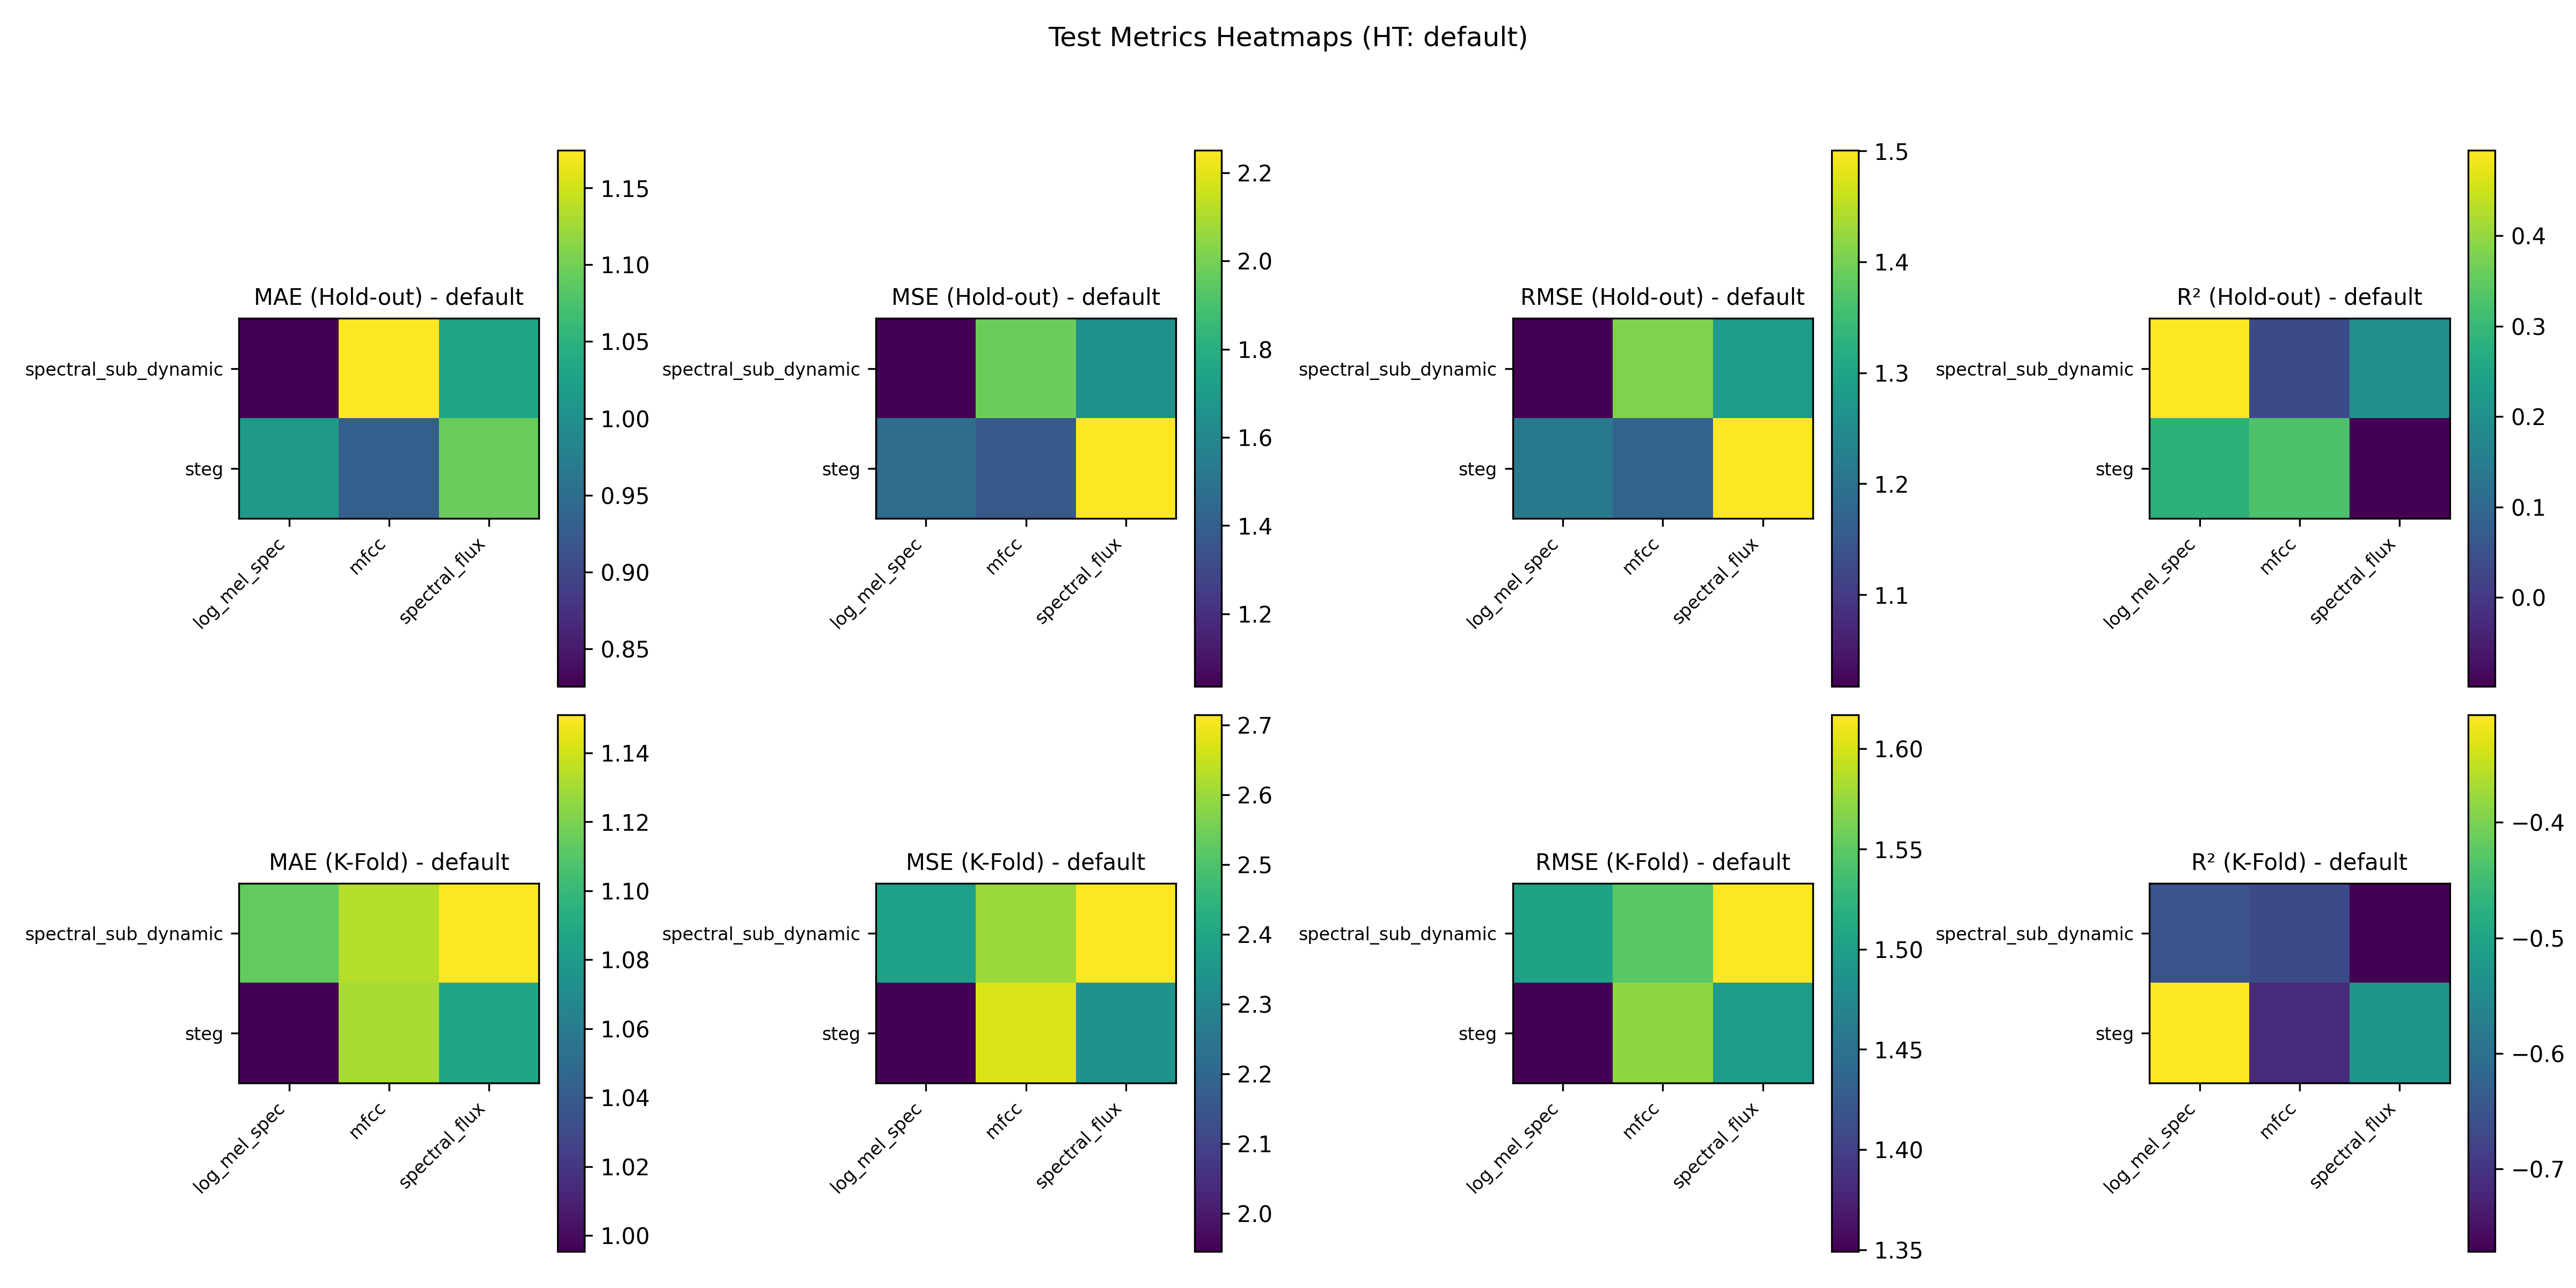 Test Metrics Heatmaps (HT: default)
MAE (Hold-out) - default
spectral_sub_dynamic
steg
log_mel_spec
mfcc
spectral_flux
1.15
1.10
1.05
1.00
0.95
0.90
0.85
MSE (Hold-out) - default
spectral_sub_dynamic
steg
log_mel_spec
mfcc
spectral_flux
2.2
2.0
1.8
1.6
1.4
1.2
RMSE (Hold-out) - default
spectral_sub_dynamic
steg
log_mel_spec
mfcc
spectral_flux
1.5
1.4
1.3
1.2
1.1
R² (Hold-out) - default
spectral_sub_dynamic
steg
log_mel_spec
mfcc
spectral_flux
0.4
0.3
0.2
0.1
0.0
MAE (K-Fold) - default
spectral_sub_dynamic
steg
log_mel_spec
mfcc
spectral_flux
1.14
1.12
1.10
1.08
1.06
1.04
1.02
1.00
MSE (K-Fold) - default
spectral_sub_dynamic
steg
log_mel_spec
mfcc
spectral_flux
2.7
2.6
2.5
2.4
2.3
2.2
2.1
2.0
RMSE (K-Fold) - default
spectral_sub_dynamic
steg
log_mel_spec
mfcc
spectral_flux
1.60
1.55
1.50
1.45
1.40
1.35
R² (K-Fold) - default
spectral_sub_dynamic
steg
log_mel_spec
mfcc
spectral_flux
−0.4
−0.5
−0.6
−0.7